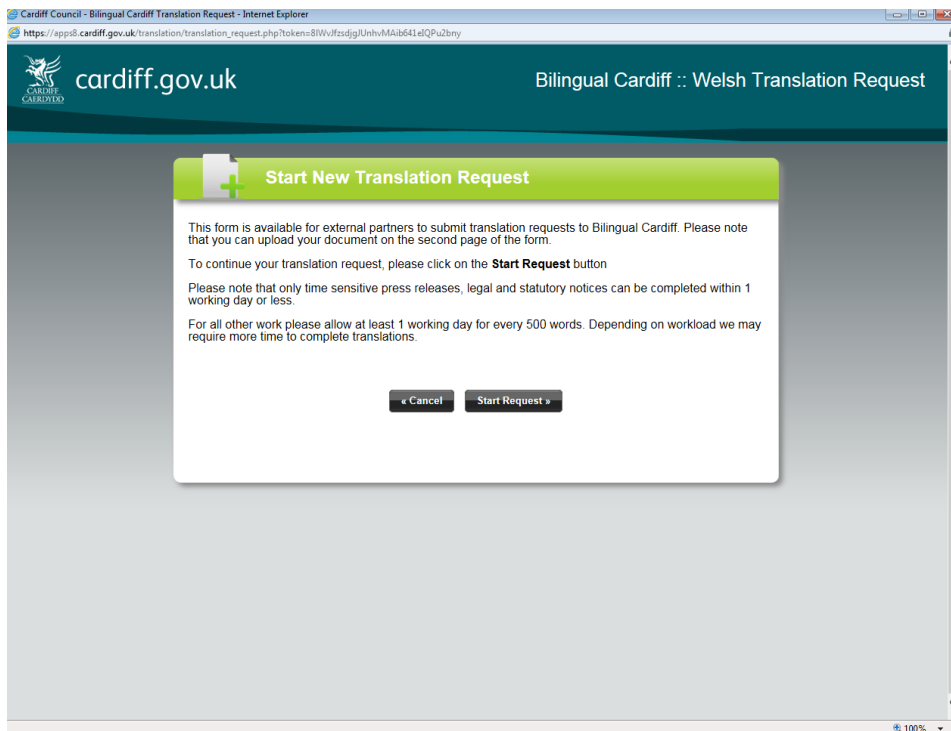 Cardiff Council - Bilingual Cardiff Translation Request - Internet Explorer
https://apps8.cardiff.gov.uk/translation/translation_request.php?token=8IWvJfzsdjgJUnhvMAib641eIQPu2bny
CARDIFF
CAERDYDD
cardiff.gov.uk
Bilingual Cardiff :: Welsh Translation Request
Start New Translation Request
This form is available for external partners to submit translation requests to Bilingual Cardiff. Please note
that you can upload your document on the second page of the form.
To continue your translation request, please click on the Start Request button
Please note that only time sensitive press releases, legal and statutory notices can be completed within 1
working day or less.
For all other work please allow at least 1 working day for every 500 words. Depending on workload we may
require more time to complete translations.
« Cancel
Start Request »
100%